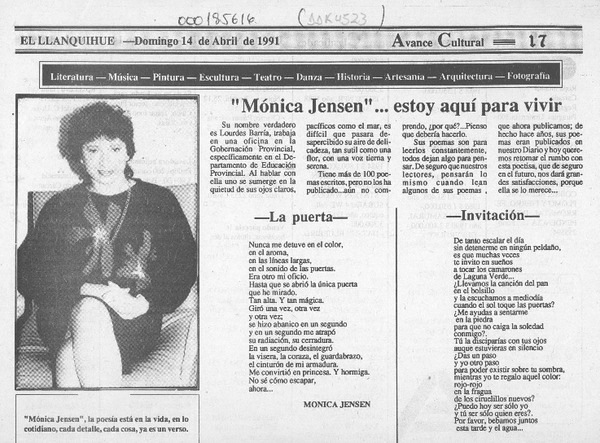 000185616 (AAK4523)
EL LLANQUIHUE —Domingo 14 de Abril de 1991 Avance Cultural — 17
Literatura — Música — Pintura — Escultura — Teatro — Danza — Historia — Artesana — Arquitectura — Fotografia
"Mónica Jensen"... estoy aquí para vivir
Su nombre verdadero
es Lourdes Barría, trabaja
en una oficina en la
Gobernación Provincial,
específicamente en el De-
partamento de Educación
Provincial. Al hablar con
ella uno se sumerge en la
quietud de sus ojos claros,
pacíficos como el mar, es
difícil que pasara de-
sapercibido su aire de deli-
cadeza, tan sutil como una
flor, con una voz tierna y
serena.
Tiene más de 100 poe-
mas escritos, pero no los ha
publicado...aún no com-
prendo, ¿por qué?...Pienso
que debería hacerlo.
Sus poemas son para
leerlos constantemente,
todos dejan algo para pen-
sar. De seguro que nuestros
lectores, pensarán lo
mismo cuando lean
algunos de sus poemas ,
que ahora publicamos; de
hecho hace años, sus poe-
mas eran publicados en
nuestro Diario y hoy quere-
mos retomar el rumbo con
esta poetisa, que de seguro
en el futuro, nos dará gran-
des satisfacciones, porque
ella se lo merece...
—La puerta—
Nunca me detuve en el color,
en el aroma,
en las líneas largas,
en el sonido de las puertas.
Era otro mi oficio.
Hasta que se abrió la única puerta
que he mirado.
Tan alta. Y tan mágica.
Giró una vez, otra vez
y otra vez;
se hizo abanico en un segundo
y en un segundo me atrapó
su radiación, su cerradura.
En un segundo desintegró
la visera, la coraza, el guardabrazo,
el cinturón de mi armadura.
Me convirtió en princesa. Y hormiga.
No sé cómo escapar,
ahora...
MONICA JENSEN
—Invitación—
De tanto escalar el día
sin detenerme en ningún peldaño,
es que muchas veces
te invito en sueños
a tocar los camarones
de Laguna Verde...
¿Llevamos la canción del pan
en el bolsillo
y la escuchamos a mediodía
cuando el sol toque las puertas?
¿Me ayudas a sentarme
en la piedra
para que no caiga la soledad
conmigo?.
Tú la disciparías con tus ojos
auque estuvieras en silencio
¿Das un paso
y yo otro paso
para poder existir sobre tu sombra,
mientras yo te regalo aquel color:
rojo-rojo
en la fragua
de los ciruelillos nuevos?
¿Puedo hoy ser sólo yo
y tú ser sólo quien eres?.
Por favor, bebamos juntos
esta tarde y el agua...
"Mónica Jensen", la poesía está en la vida, en lo
cotidiano, cada detalle, cada cosa, ya es un verso.